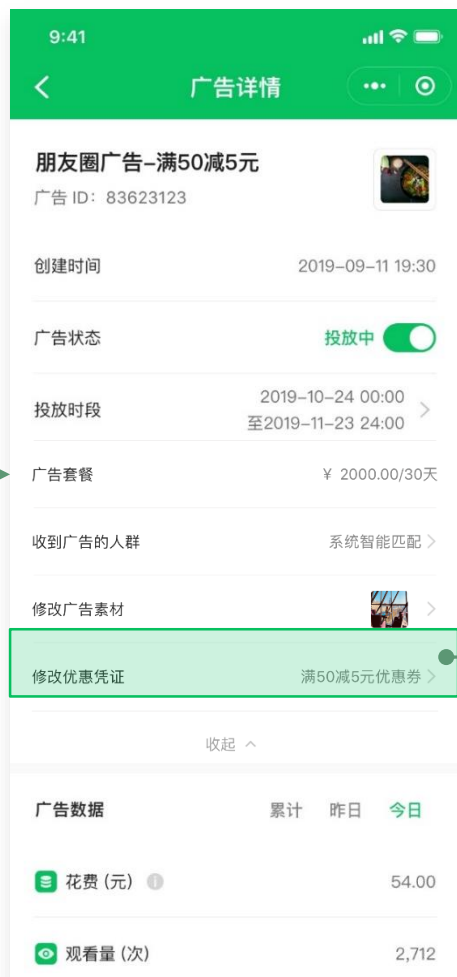 9:41
广告详情
朋友圈广告–满50减5元
广告 ID：83623123
创建时间 2019–09–11 19:30
广告状态 投放中
投放时段 2019–10–24 00:00
至2019–11–23 24:00
广告套餐 ¥ 2000.00/30天
收到广告的人群 系统智能匹配
修改广告素材
修改优惠凭证 满50减5元优惠券
收起
广告数据 累计 昨日 今日
花费 (元) 54.00
观看量 (次) 2,712